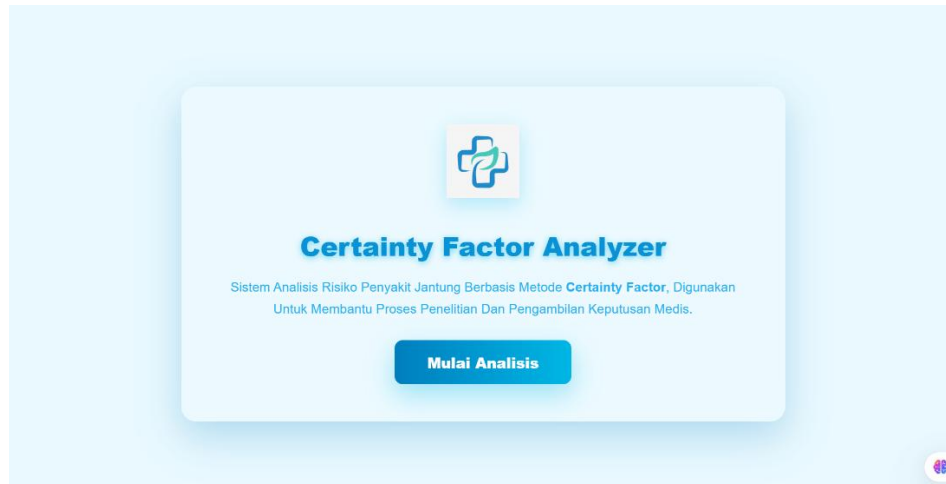 Certainty Factor Analyzer
Sistem Analisis Risiko Penyakit Jantung Berbasis Metode Certainty Factor, Digunakan
Untuk Membantu Proses Penelitian Dan Pengambilan Keputusan Medis.
Mulai Analisis